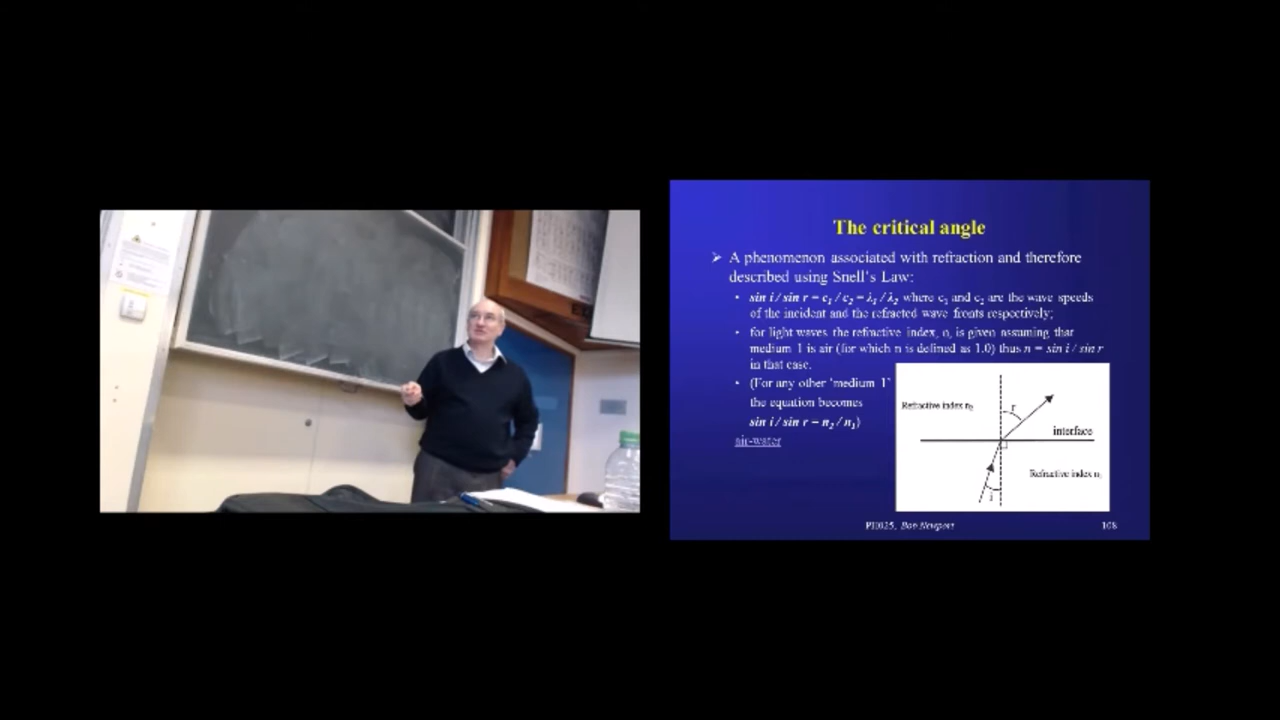 The critical angle
A phenomenon associated with refraction and therefore
described using Snell's Law:
sin i / sin r = c₁ / c₂ = λ₁ / λ₂ where c₁ and c₂ are the wave speeds
of the incident and the refracted wave fronts respectively;
for light waves the refractive index, n, is given assuming that
medium 1 is air (for which n is defined as 1.0) thus n = sin i / sin r
in that case.
(For any other 'medium 1'
the equation becomes
sin i / sin r = n₂ / n₁)
air-water
Refractive index n₂
r
interface
Refractive index n₁
i
PH025, Bob Newport
108